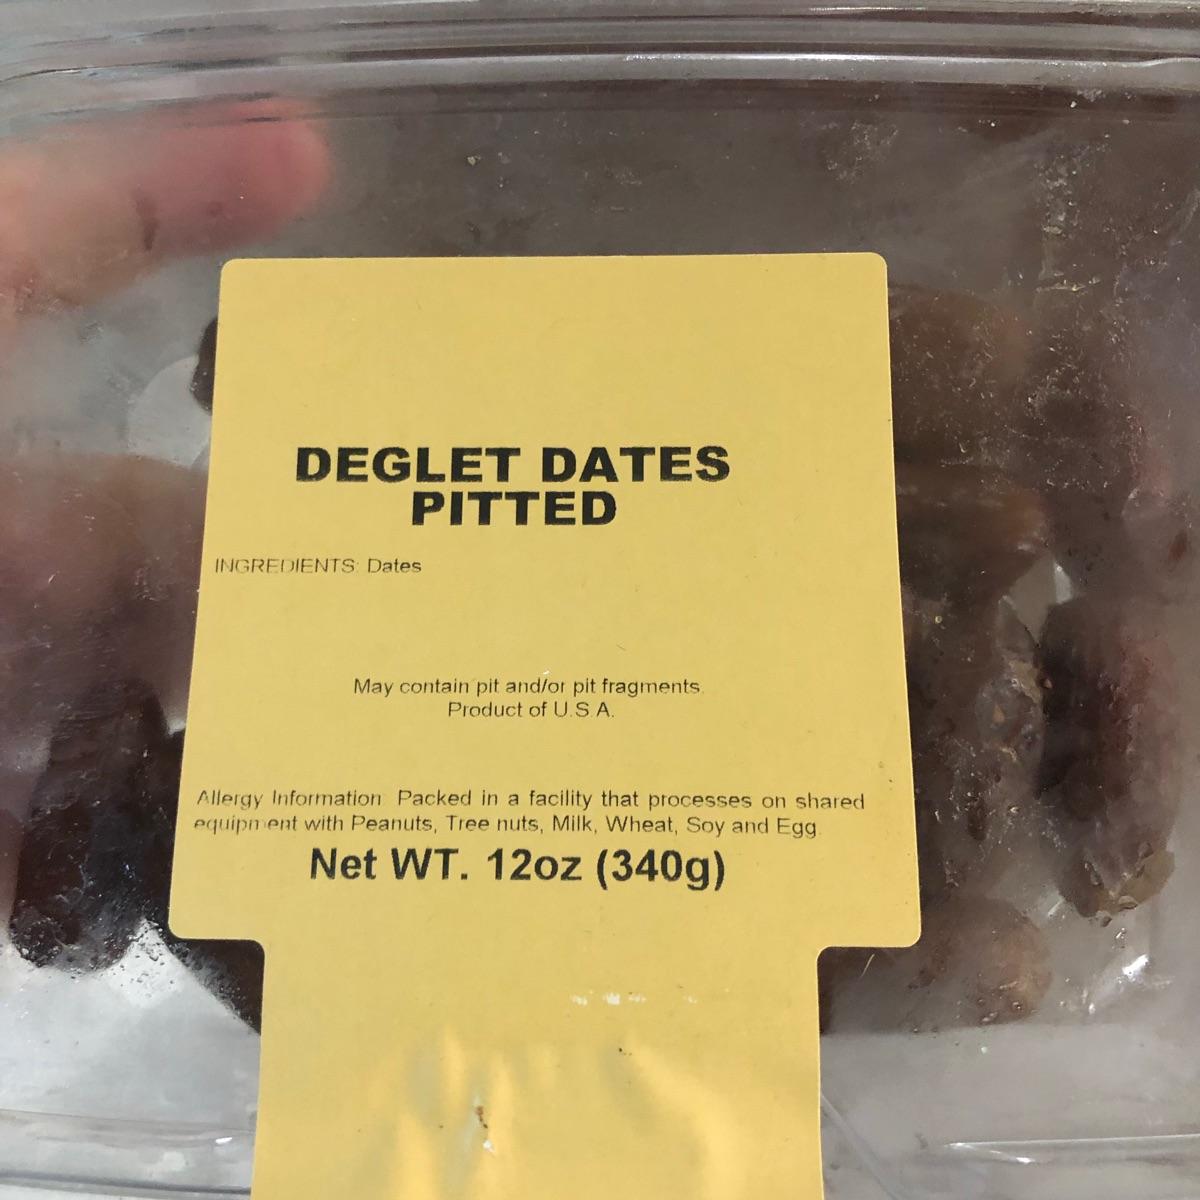 DEGLET DATES
PITTED
INGREDIENTS: Dates
May contain pit and/or pit fragments.
Product of U.S.A.
Allergy Information: Packed in a facility that processes on shared
equipment with Peanuts, Tree nuts, Milk, Wheat, Soy and Egg.
Net WT. 12oz (340g)